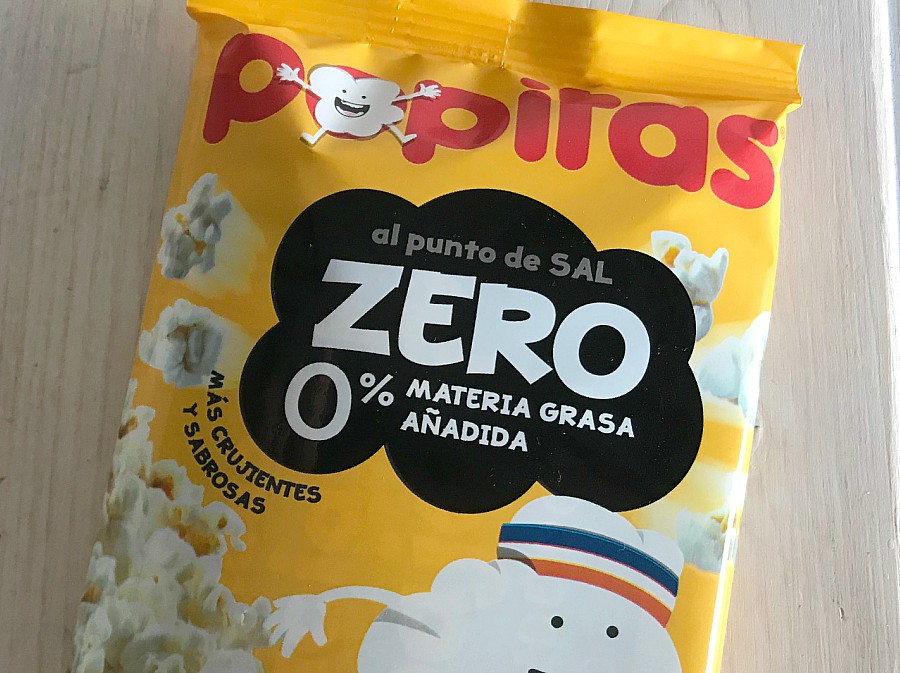 popitas
al punto de SAL
ZERO
0% MATERIA GRASA
AÑADIDA
MÁS CRUJIENTES
Y SABROSAS